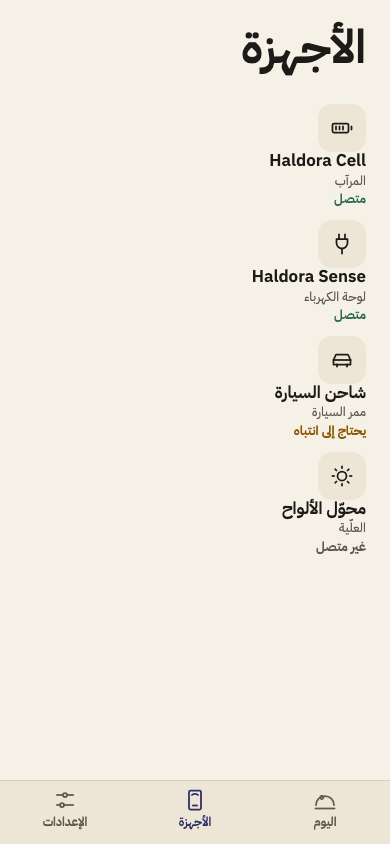 الأجهزة
Haldora Cell
المرآب
متصل
Haldora Sense
لوحة الكهرباء
متصل
شاحن السيارة
ممر السيارة
يحتاج إلى انتباه
محوّل الألواح
العلّية
غير متصل
اليوم
الأجهزة
الإعدادات